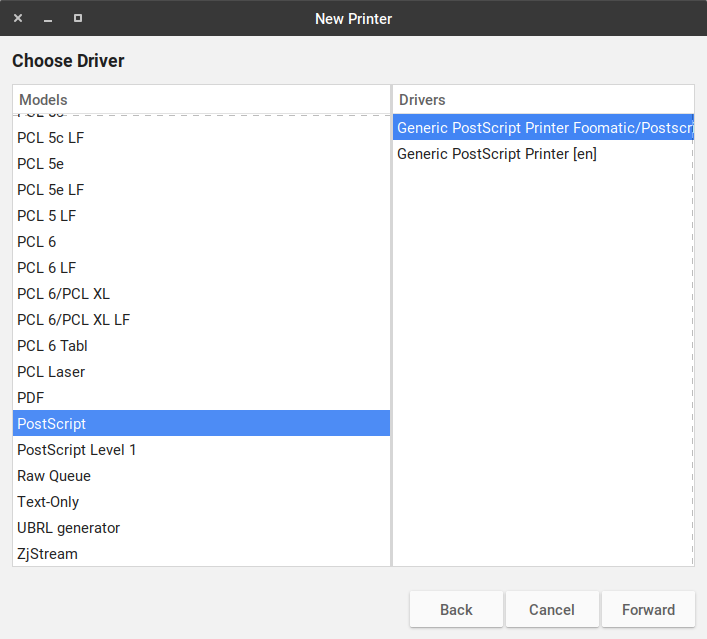 New Printer
Choose Driver
Models
PCL 5c LF
PCL 5e
PCL 5e LF
PCL 5 LF
PCL 6
PCL 6 LF
PCL 6/PCL XL
PCL 6/PCL XL LF
PCL 6 Tabl
PCL Laser
PDF
PostScript
PostScript Level 1
Raw Queue
Text-Only
UBRL generator
ZjStream
Drivers
Generic PostScript Printer Foomatic/Postscri
Generic PostScript Printer [en]
Back
Cancel
Forward